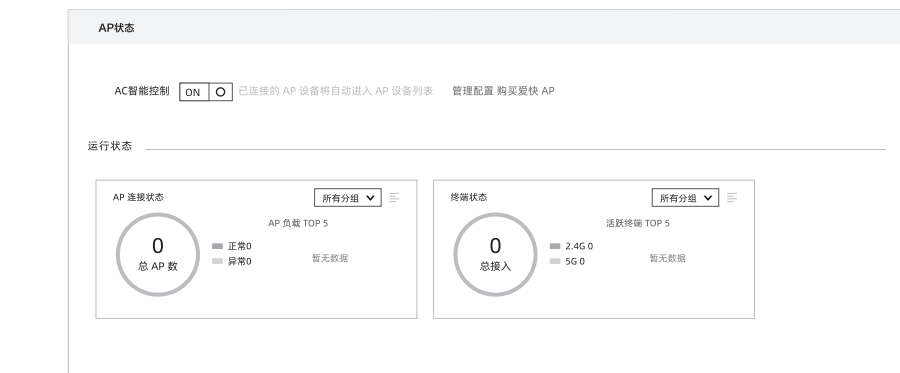 AP状态
AC智能控制 ON 已连接的 AP 设备将自动进入 AP 设备列表 管理配置 购买爱快 AP
运行状态
AP 连接状态 所有分组
AP 负载 TOP 5
0
总 AP 数
正常0
异常0
暂无数据
终端状态 所有分组
活跃终端 TOP 5
0
总接入
2.4G 0
5G 0
暂无数据